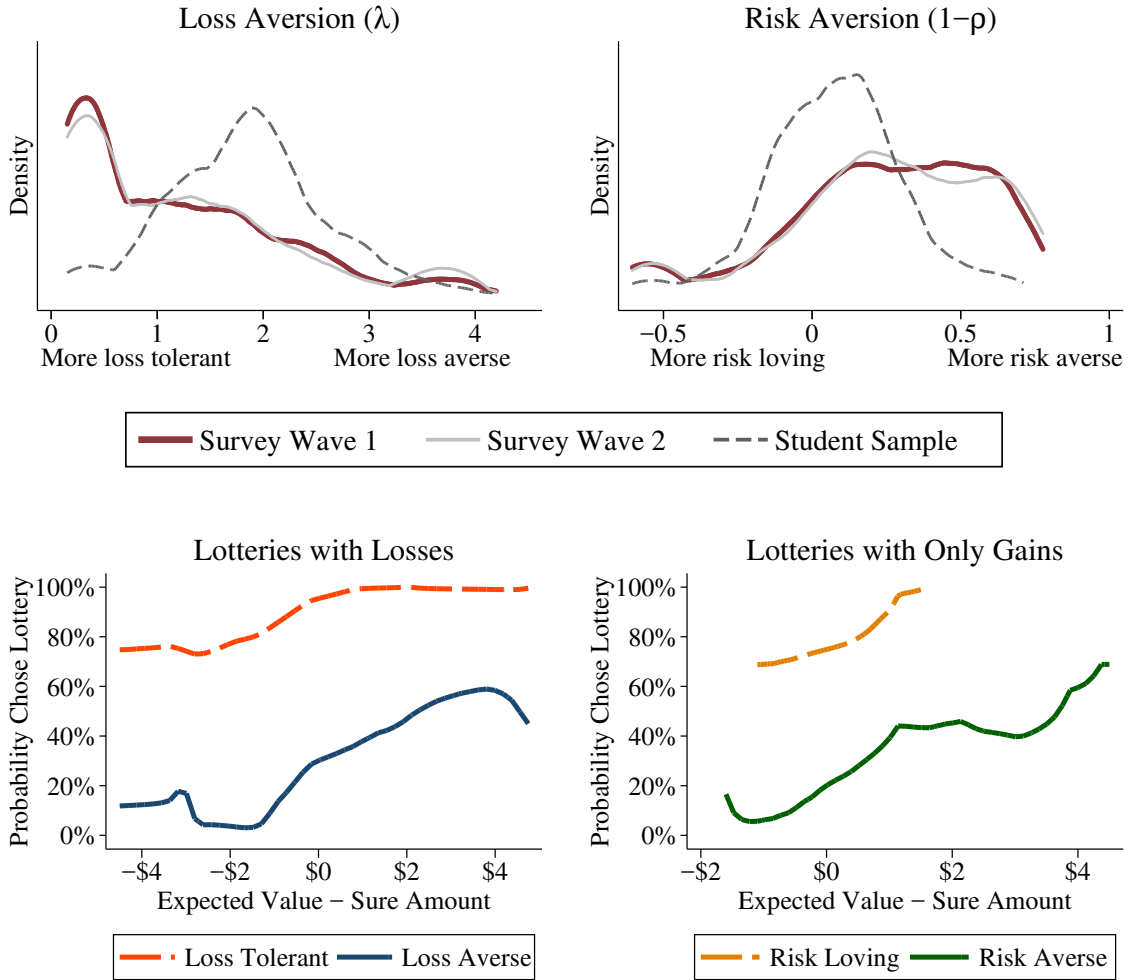 Loss Aversion (λ)
Density
0 1 2 3 4
More loss tolerant More loss averse
Risk Aversion (1−ρ)
Density
−0.5 0 0.5 1
More risk loving More risk averse
Survey Wave 1 Survey Wave 2 Student Sample
Lotteries with Losses
Probability Chose Lottery
100%
80%
60%
40%
20%
0%
−$4 −$2 $0 $2 $4
Expected Value − Sure Amount
Loss Tolerant Loss Averse
Lotteries with Only Gains
Probability Chose Lottery
100%
80%
60%
40%
20%
0%
−$2 $0 $2 $4
Expected Value − Sure Amount
Risk Loving Risk Averse